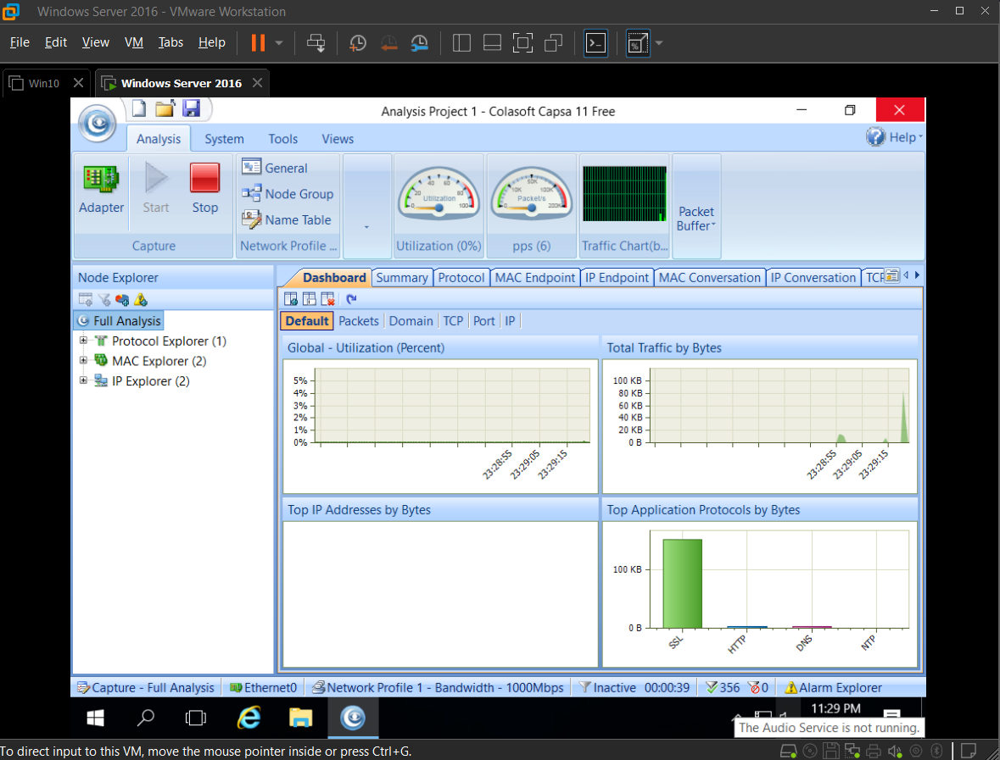 Windows Server 2016 - VMware Workstation
File Edit View VM Tabs Help
Win10
Windows Server 2016
Analysis Project 1 - Colasoft Capsa 11 Free
Analysis System Tools Views
Help
Adapter Start Stop
General
Node Group
Name Table
Packet
Buffer
0 20 40 60 80 100
Utilization
0 10K 60K 100K 200K
Packet/s
Capture
Network Profile ...
Utilization (0%)
pps (6)
Traffic Chart(b...
Node Explorer
Dashboard Summary Protocol MAC Endpoint IP Endpoint MAC Conversation IP Conversation TCP
Full Analysis
Default Packets Domain TCP Port IP
Protocol Explorer (1)
MAC Explorer (2)
IP Explorer (2)
Global - Utilization (Percent)
5%
4%
3%
2%
1%
0%
23:28:55 23:29:05 23:29:15
Total Traffic by Bytes
100 KB
80 KB
60 KB
40 KB
20 KB
0 B
23:28:55 23:29:05 23:29:15
Top IP Addresses by Bytes
Top Application Protocols by Bytes
100 KB
0 B
SSL HTTP DNS NTP
Capture - Full Analysis Ethernet0 Network Profile 1 - Bandwidth - 1000Mbps Inactive 00:00:39 356 0 Alarm Explorer
11:29 PM
The Audio Service is not running.
To direct input to this VM, move the mouse pointer inside or press Ctrl+G.